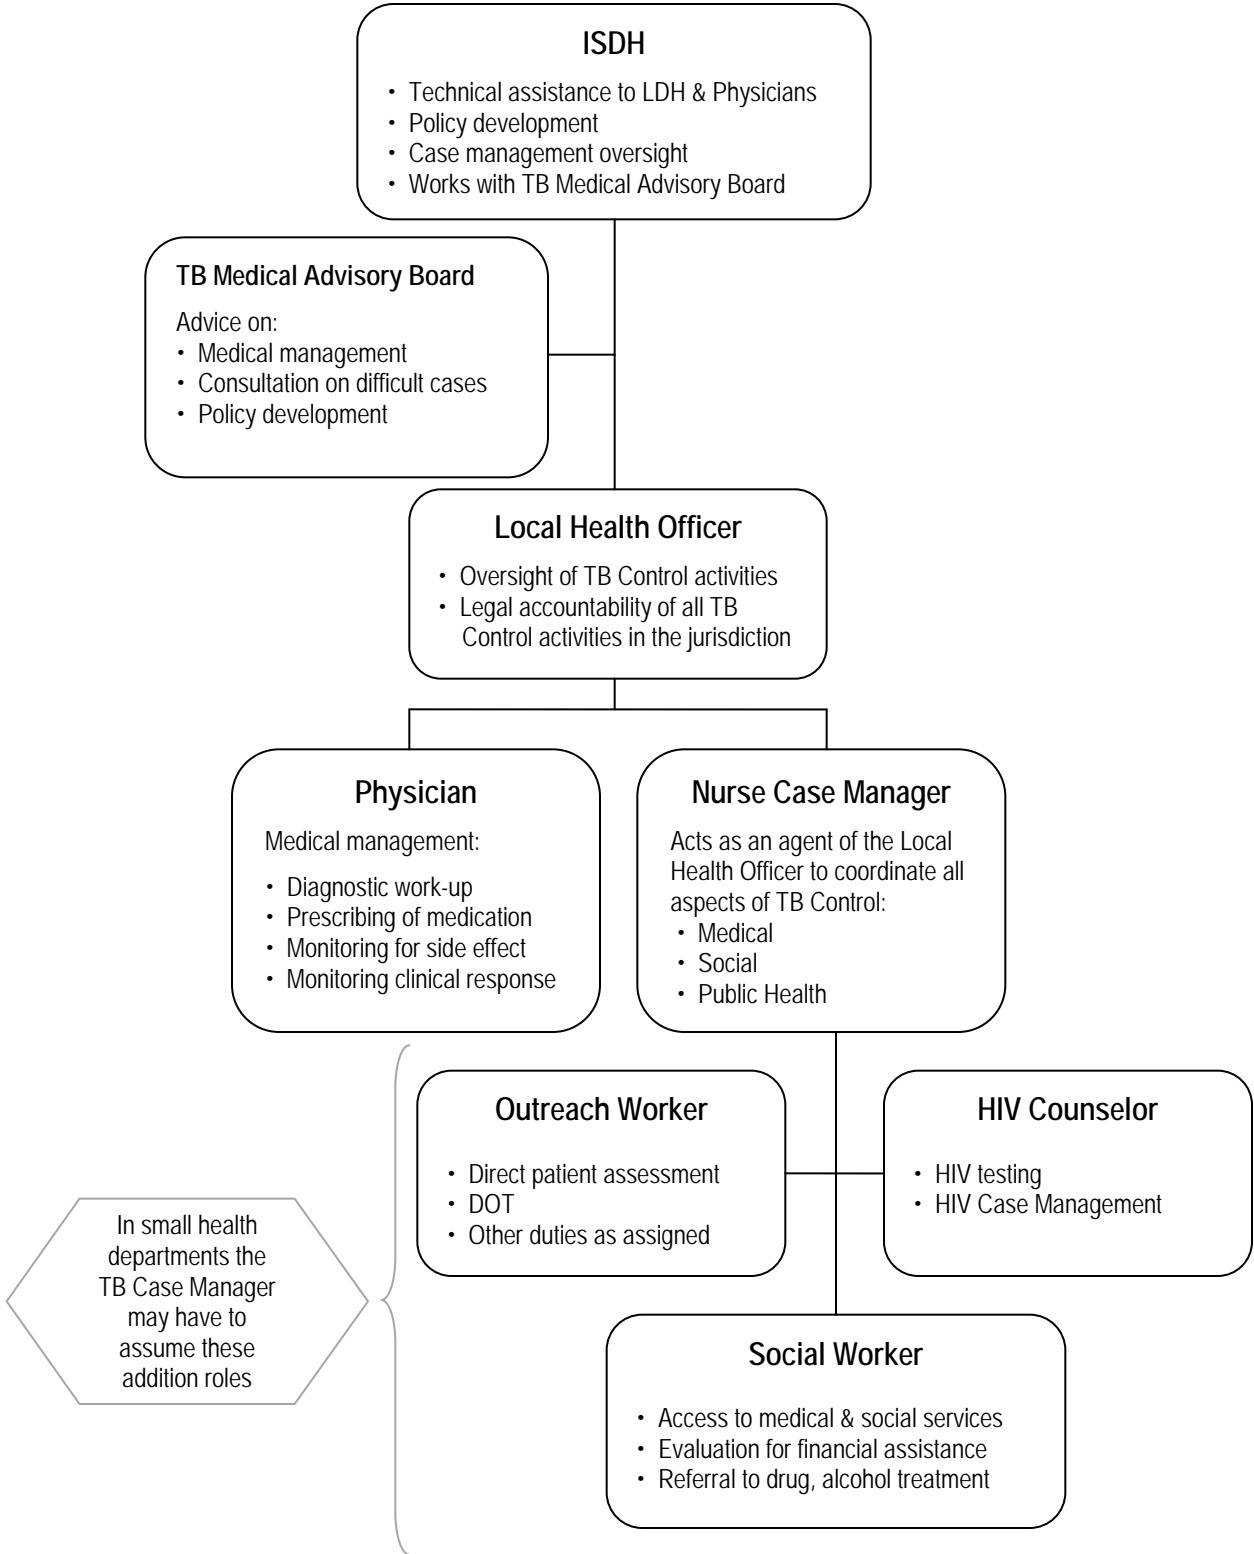 ISDH
• Technical assistance to LDH & Physicians
• Policy development
• Case management oversight
• Works with TB Medical Advisory Board
TB Medical Advisory Board
Advice on:
• Medical management
• Consultation on difficult cases
• Policy development
Local Health Officer
• Oversight of TB Control activities
• Legal accountability of all TB
Control activities in the jurisdiction
Physician
Medical management:
• Diagnostic work-up
• Prescribing of medication
• Monitoring for side effect
• Monitoring clinical response
Nurse Case Manager
Acts as an agent of the Local
Health Officer to coordinate all
aspects of TB Control:
• Medical
• Social
• Public Health
Outreach Worker
• Direct patient assessment
• DOT
• Other duties as assigned
HIV Counselor
• HIV testing
• HIV Case Management
In small health
departments the
TB Case Manager
may have to
assume these
addition roles
Social Worker
• Access to medical & social services
• Evaluation for financial assistance
• Referral to drug, alcohol treatment